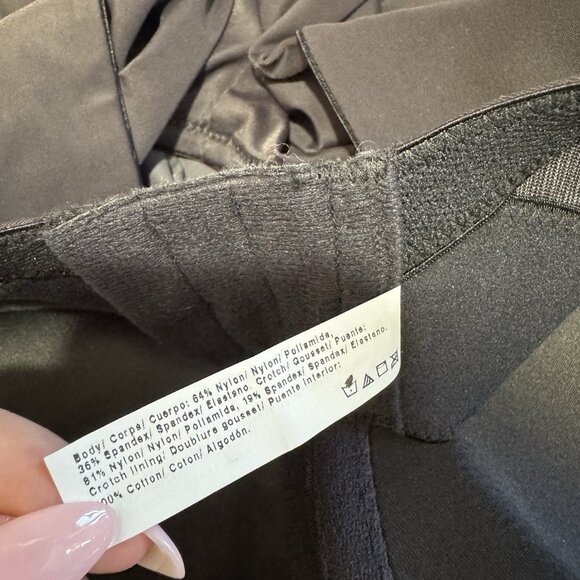 Body/ Corps/ Cuerpo: 64% Nylon/ Nylon/ Poliamida,
36% Spandex/ Spandex/ Elastano. Crotch/ Gousset/ Puente:
81% Nylon/ Nylon/ Poliamida, 19% Spandex/ Spandex/ Elastano.
Crotch lining/ Doublure gousset/ Puente Interior:
100% Cotton/ Coton/ Algodón.